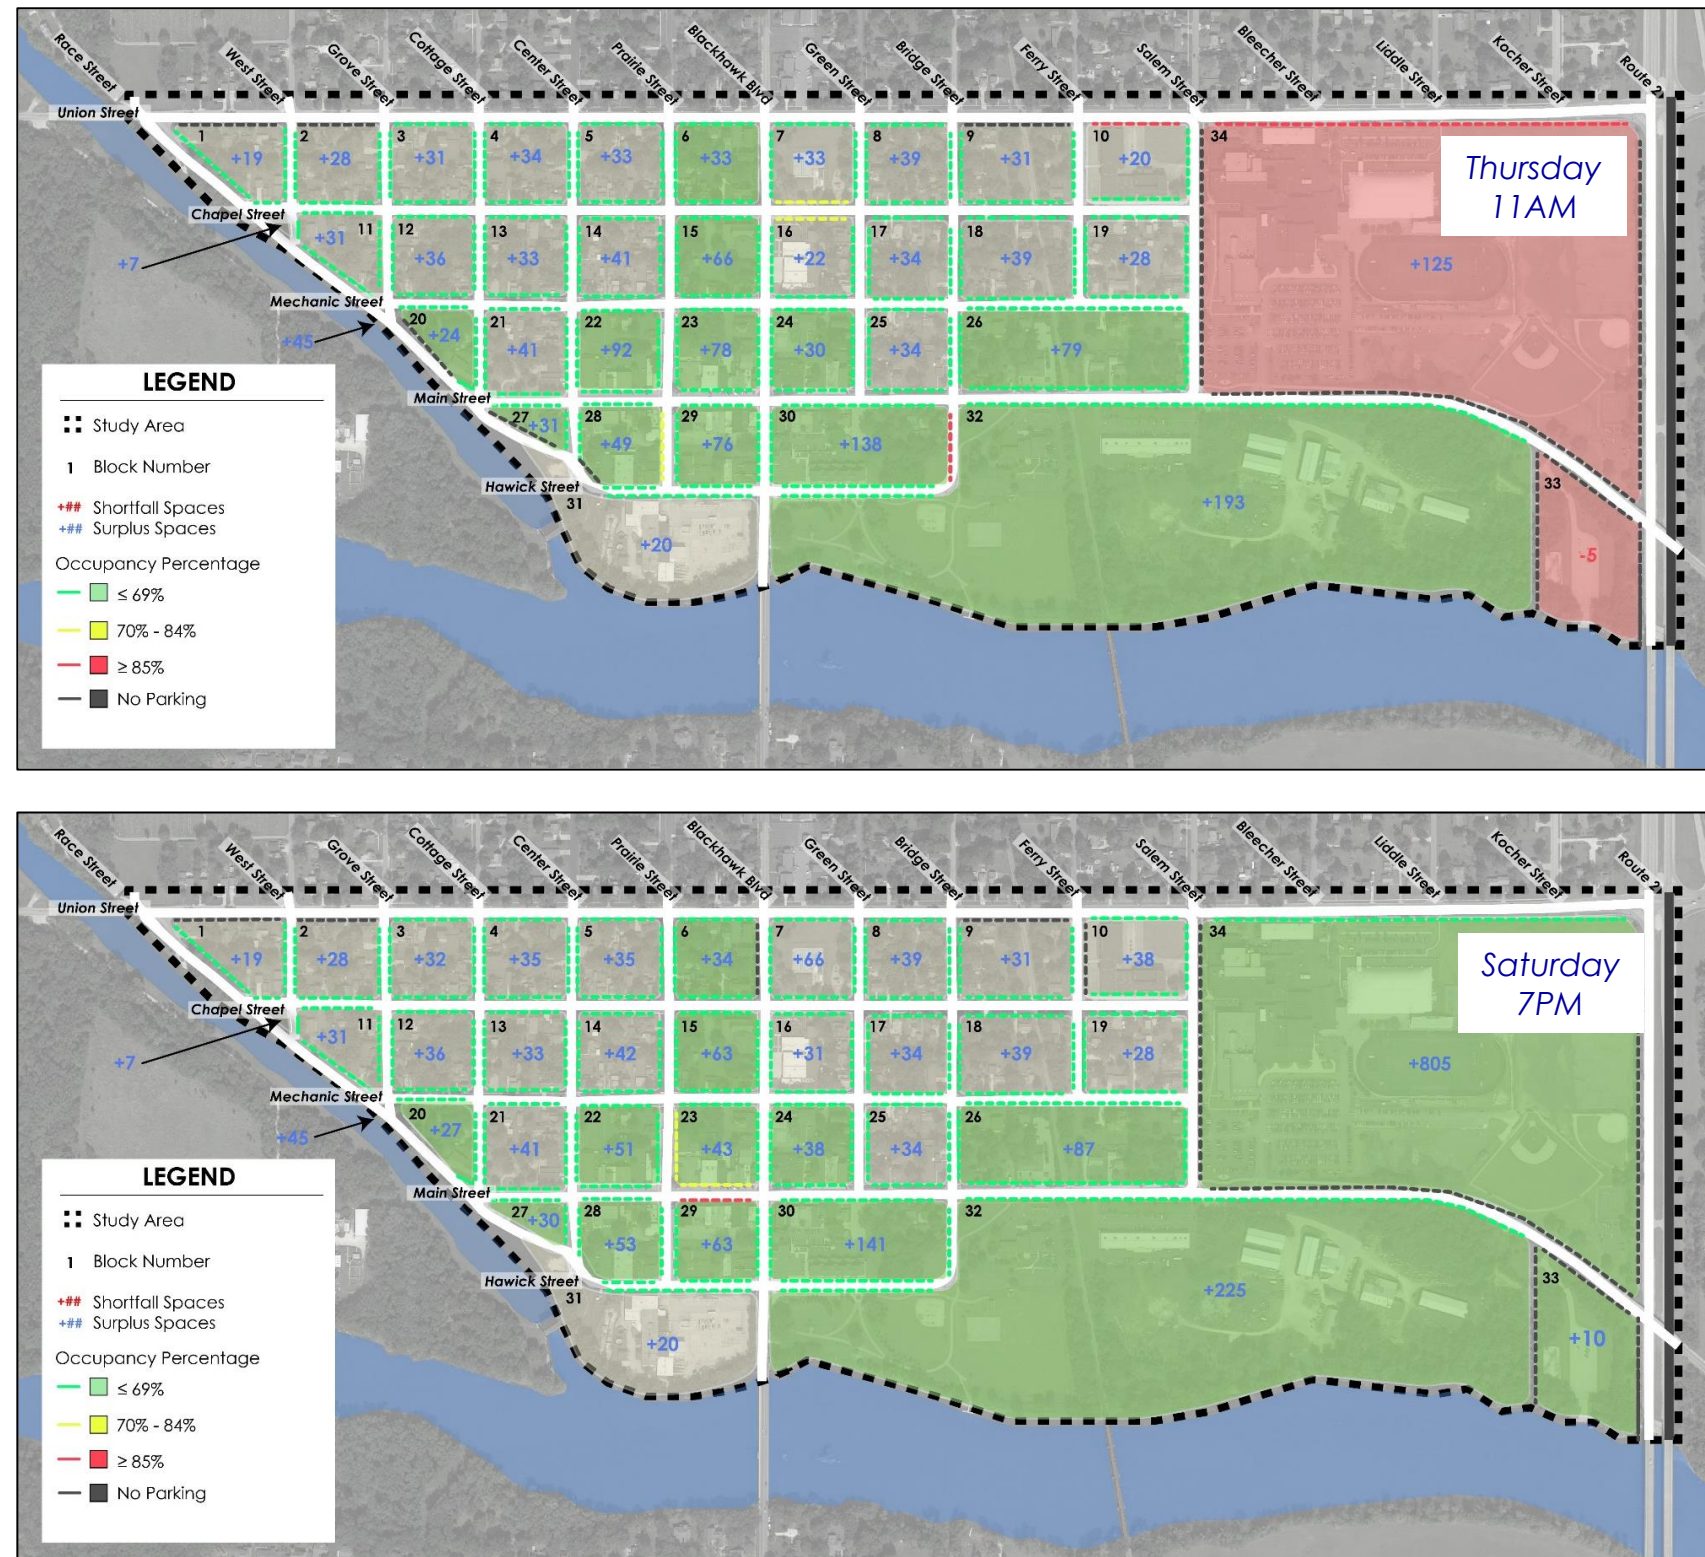 Race Street
West Street
Grove Street
Cottage Street
Center Street
Prairie Street
Blackhawk Blvd
Green Street
Bridge Street
Ferry Street
Salem Street
Bleecher Street
Liddle Street
Kocher Street
Route 2
Union Street
1 2 3 4 5 6 7 8 9 10 34
+19 +28 +31 +34 +33 +33 +33 +39 +31 +20
Thursday
11AM
Chapel Street
11 12 13 14 15 16 17 18 19
+31 +36 +33 +41 +66 +22 +34 +39 +28 +125
+7
Mechanic Street
20 21 22 23 24 25 26
+45 +24 +41 +92 +78 +30 +34 +79
Main Street
27 28 29 30 32
+31 +49 +76 +138
Hawick Street
31 33
+193
+20 -5
LEGEND
Study Area
1 Block Number
+## Shortfall Spaces
+## Surplus Spaces
Occupancy Percentage
≤ 69%
70% - 84%
≥ 85%
No Parking
Race Street
West Street
Grove Street
Cottage Street
Center Street
Prairie Street
Blackhawk Blvd
Green Street
Bridge Street
Ferry Street
Salem Street
Bleecher Street
Liddle Street
Kocher Street
Route 2
Union Street
1 2 3 4 5 6 7 8 9 10 34
+19 +28 +32 +35 +35 +34 +66 +39 +31 +38
Saturday
7PM
Chapel Street
11 12 13 14 15 16 17 18 19
+31 +36 +33 +42 +63 +31 +34 +39 +28 +805
+7
Mechanic Street
20 21 22 23 24 25 26
+45 +27 +41 +51 +43 +38 +34 +87
Main Street
27 28 29 30 32
+30 +53 +63 +141
Hawick Street
31 33
+225
+20 +10
LEGEND
Study Area
1 Block Number
+## Shortfall Spaces
+## Surplus Spaces
Occupancy Percentage
≤ 69%
70% - 84%
≥ 85%
No Parking